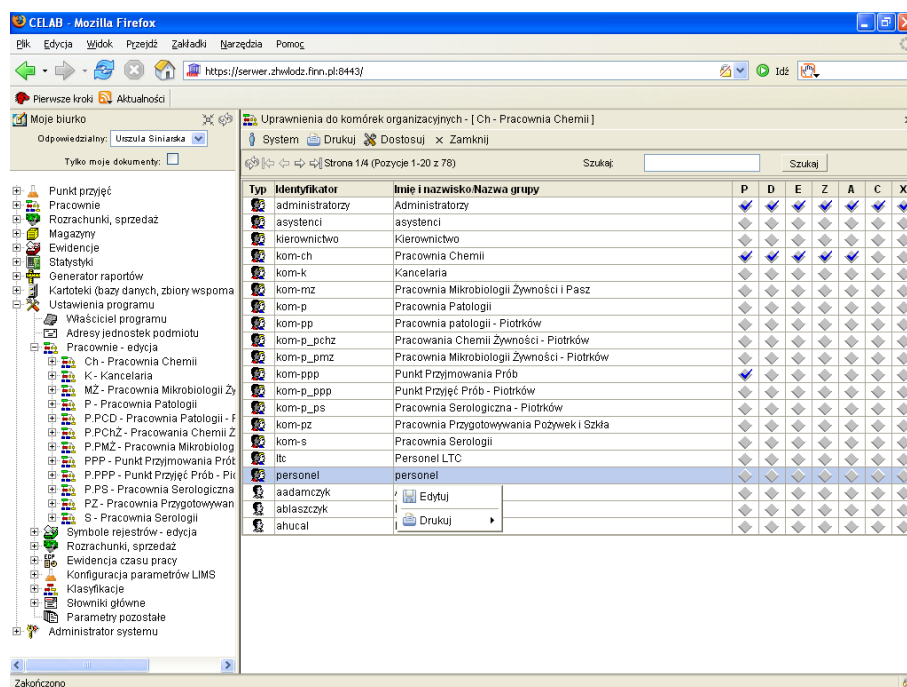 CELAB - Mozilla Firefox
Plik Edycja Widok Przejdź Zakładki Narzędzia Pomoc
https://serwer.zhwlodz.finn.pl:8443/
Idź
Pierwsze kroki Aktualności
Moje biurko
Odpowiedzialny: Urszula Siniarska
Tylko moje dokumenty:
Punkt przyjęć
Pracownie
Rozrachunki, sprzedaż
Magazyny
Ewidencje
Statystyki
Generator raportów
Kartoteki (bazy danych, zbiory wspoma
Ustawienia programu
Właściciel programu
Adresy jednostek podmiotu
Pracownie - edycja
Ch - Pracownia Chemii
K - Kancelaria
MŻ - Pracownia Mikrobiologii Ży
P - Pracownia Patologii
P.PCD - Pracownia Patologii - F
P.PChŻ - Pracowania Chemii Ż
P.PMŻ - Pracownia Mikrobiolog
PPP - Punkt Przyjmowania Prób
P.PPP - Punkt Przyjęć Prób - Pio
P.PS - Pracownia Serologiczna
PZ - Pracownia Przygotowywan
S - Pracownia Serologii
Symbole rejestrów - edycja
Rozrachunki, sprzedaż
Ewidencja czasu pracy
Konfiguracja parametrów LIMS
Klasyfikacje
Słowniki główne
Parametry pozostałe
Administrator systemu
Uprawnienia do komórek organizacyjnych - [ Ch - Pracownia Chemii ]
System Drukuj Dostosuj Zamknij
Strona 1/4 (Pozycje 1-20 z 78) Szukaj: Szukaj
Typ Identyfikator Imię i nazwisko/Nazwa grupy P D E Z A C X
administratorzy Administratorzy
asystenci asystenci
kierownictwo Kierownictwo
kom-ch Pracownia Chemii
kom-k Kancelaria
kom-mz Pracownia Mikrobiologii Żywności i Pasz
kom-p Pracownia Patologii
kom-pp Pracownia patologii - Piotrków
kom-p_pchz Pracowania Chemii Żywności - Piotrków
kom-p_pmz Pracownia Mikrobiologii Żywności - Piotrków
kom-ppp Punkt Przyjmowania Prób
kom-p_ppp Punkt Przyjęć Prób - Piotrków
kom-p_ps Pracownia Serologiczna - Piotrków
kom-pz Pracownia Przygotowywania Pożywek i Szkła
kom-s Pracownia Serologii
ltc Personel LTC
personel personel
aadamczyk
ablaszczyk
ahucal
Edytuj
Drukuj
Zakończono